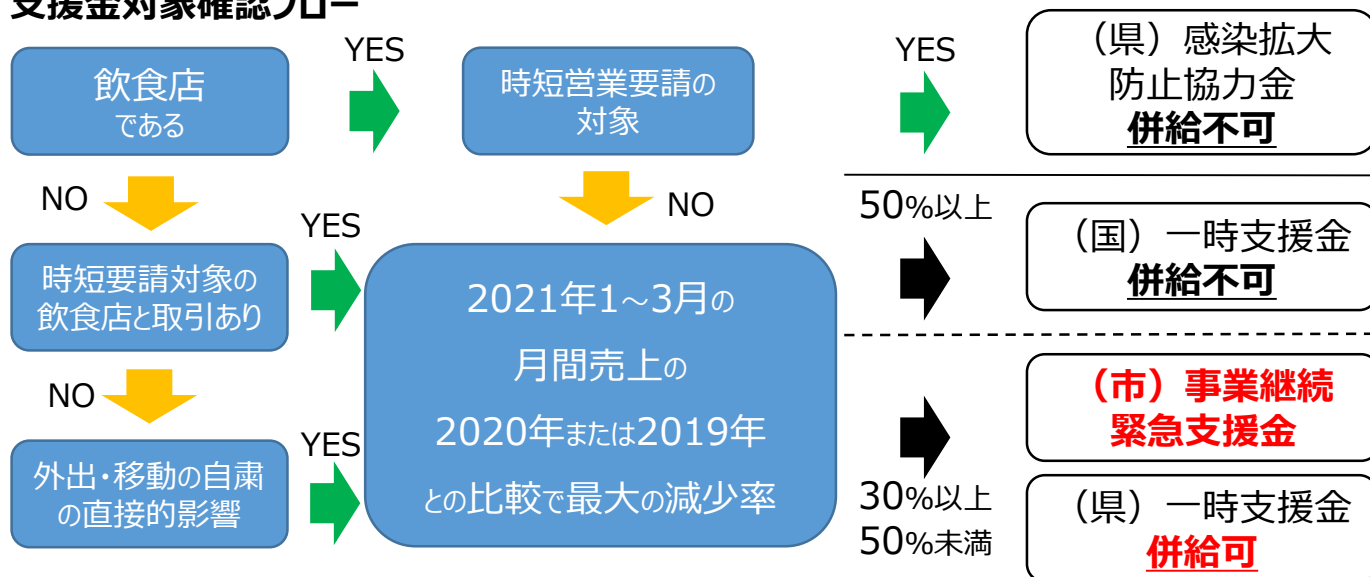 支援金対象確認フロー
飲食店
である
YES
時短営業要請の
対象
YES
（県）感染拡大
防止協力金
併給不可
NO
NO
時短要請対象の
飲食店と取引あり
YES
2021年1～3月の
月間売上の
2020年または2019年
との比較で最大の減少率
50%以上
（国）一時支援金
併給不可
NO
外出・移動の自粛
の直接的影響
YES
30%以上
50%未満
（市）事業継続
緊急支援金
（県）一時支援金
併給可